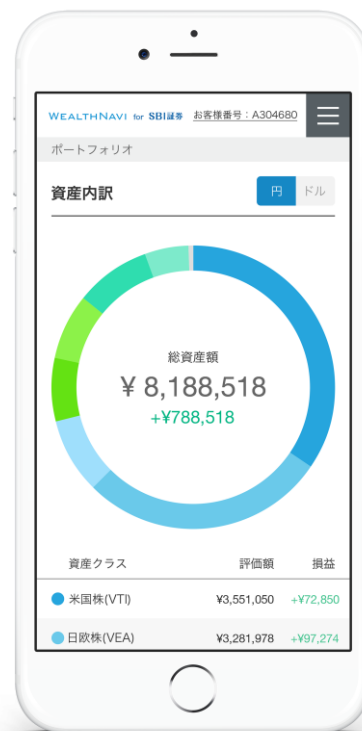 WEALTHNAVI for SBI証券 お客様番号：A304680
ポートフォリオ
資産内訳 円 ドル
総資産額
¥ 8,188,518
+¥788,518
資産クラス 評価額 損益
米国株(VTI) ¥3,551,050 +¥72,850
日欧株(VEA) ¥3,281,978 +¥97,274